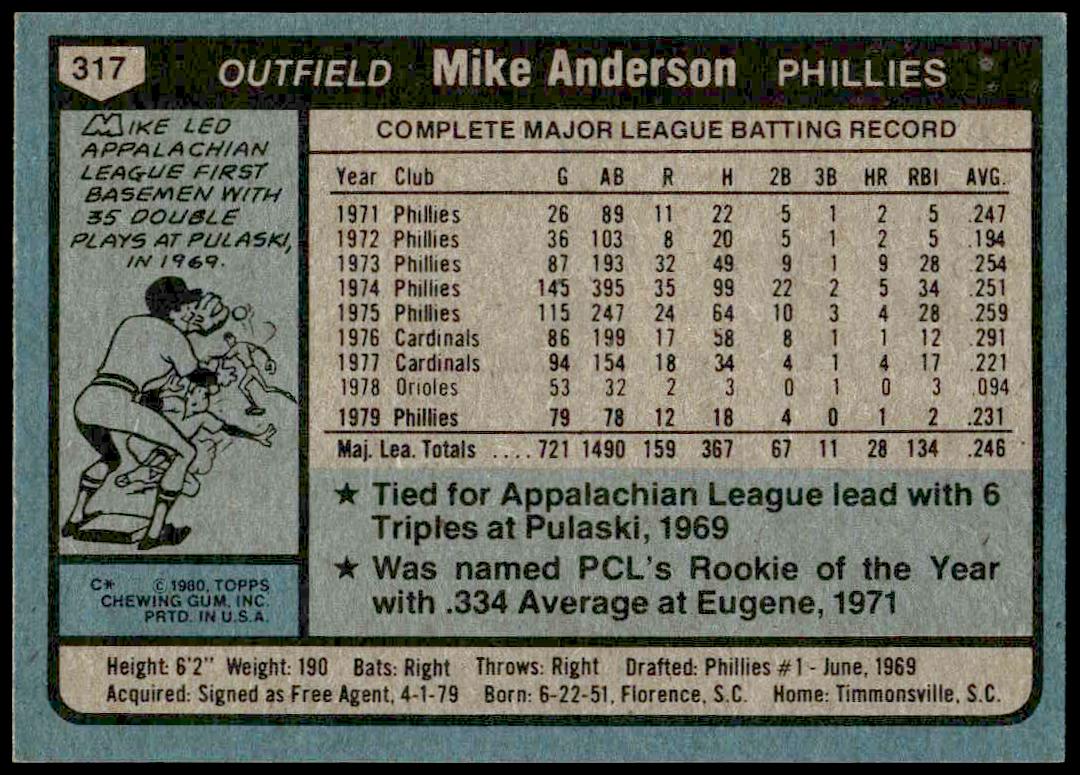 317 OUTFIELD Mike Anderson PHILLIES
MIKE LED
APPALACHIAN
LEAGUE FIRST
BASEMEN WITH
35 DOUBLE
PLAYS AT PULASKI,
IN 1969.
C* © 1980, TOPPS
CHEWING GUM, INC.
PRTD. IN U.S.A.
COMPLETE MAJOR LEAGUE BATTING RECORD
Year Club G AB R H 2B 3B HR RBI AVG.
1971 Phillies 26 89 11 22 5 1 2 5 .247
1972 Phillies 36 103 8 20 5 1 2 5 .194
1973 Phillies 87 193 32 49 9 1 9 28 .254
1974 Phillies 145 395 35 99 22 2 5 34 .251
1975 Phillies 115 247 24 64 10 3 4 28 .259
1976 Cardinals 86 199 17 58 8 1 1 12 .291
1977 Cardinals 94 154 18 34 4 1 4 17 .221
1978 Orioles 53 32 2 3 0 1 0 3 .094
1979 Phillies 79 78 12 18 4 0 1 2 .231
Maj. Lea. Totals .... 721 1490 159 367 67 11 28 134 .246
★ Tied for Appalachian League lead with 6
Triples at Pulaski, 1969
★ Was named PCL's Rookie of the Year
with .334 Average at Eugene, 1971
Height: 6'2" Weight: 190 Bats: Right Throws: Right Drafted: Phillies #1 - June, 1969
Acquired: Signed as Free Agent, 4-1-79 Born: 6-22-51, Florence, S.C. Home: Timmonsville, S.C.